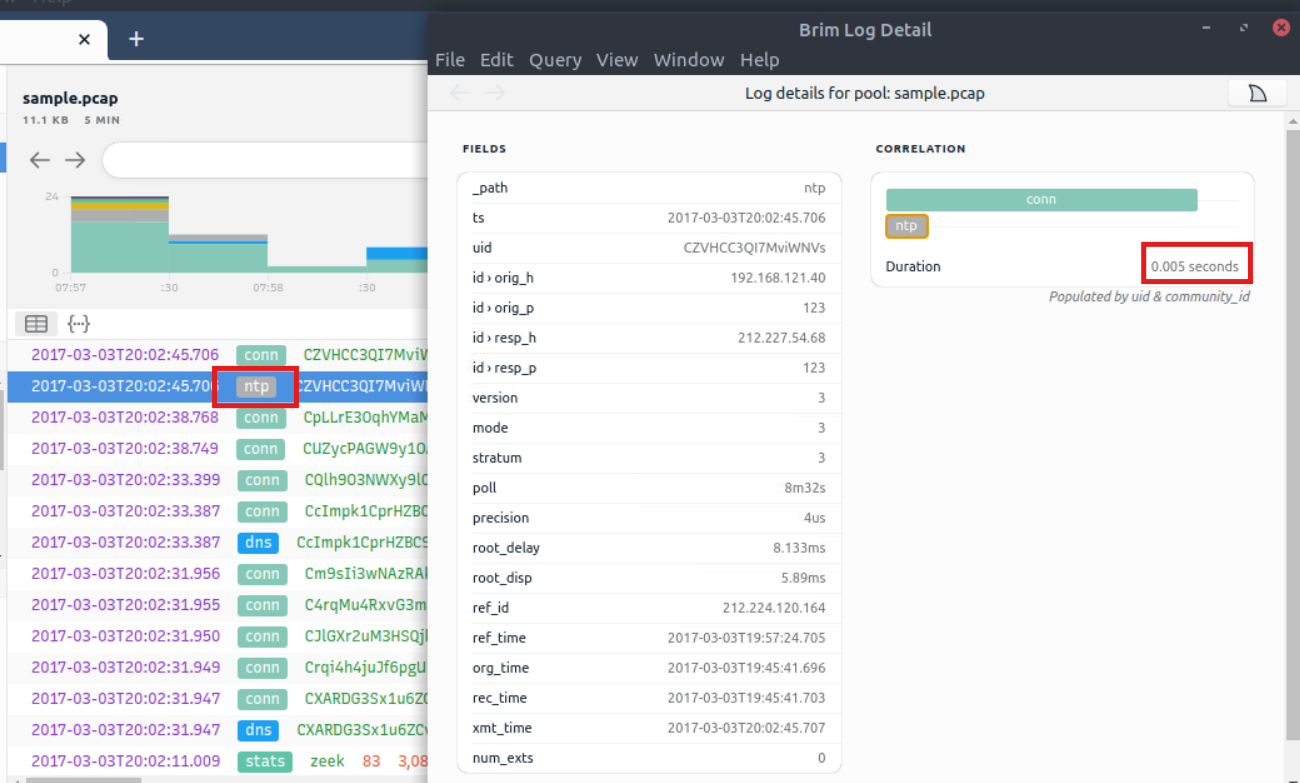 Help
Brim Log Detail
File Edit Query View Window Help
Log details for pool: sample.pcap
sample.pcap
11.1 KB 5 MIN
24
0
07:57 :30 07:58 :30
2017-03-03T20:02:45.706 conn CZVHCC3QI7MviW
2017-03-03T20:02:45.706 ntp CZVHCC3QI7MviW
2017-03-03T20:02:38.768 conn CpLLrE3OqhYMaM
2017-03-03T20:02:38.749 conn CUZycPAGW9y1O
2017-03-03T20:02:33.399 conn CQlh9O3NWXy9lO
2017-03-03T20:02:33.387 conn CcImpk1CprHZBC
2017-03-03T20:02:33.387 dns CcImpk1CprHZBC9
2017-03-03T20:02:31.956 conn Cm9sIi3wNAzRAk
2017-03-03T20:02:31.955 conn C4rqMu4RxvG3m
2017-03-03T20:02:31.950 conn CJlGXr2uM3HSQj
2017-03-03T20:02:31.949 conn Crqi4h4juJf6pgU
2017-03-03T20:02:31.947 conn CXARDG3Sx1u6ZC
2017-03-03T20:02:31.947 dns CXARDG3Sx1u6ZCv
2017-03-03T20:02:11.009 stats zeek 83 3,08
FIELDS
_path ntp
ts 2017-03-03T20:02:45.706
uid CZVHCC3QI7MviWNVs
id › orig_h 192.168.121.40
id › orig_p 123
id › resp_h 212.227.54.68
id › resp_p 123
version 3
mode 3
stratum 3
poll 8m32s
precision 4us
root_delay 8.133ms
root_disp 5.89ms
ref_id 212.224.120.164
ref_time 2017-03-03T19:57:24.705
org_time 2017-03-03T19:45:41.696
rec_time 2017-03-03T19:45:41.703
xmt_time 2017-03-03T20:02:45.707
num_exts 0
CORRELATION
conn
ntp
Duration 0.005 seconds
Populated by uid & community_id